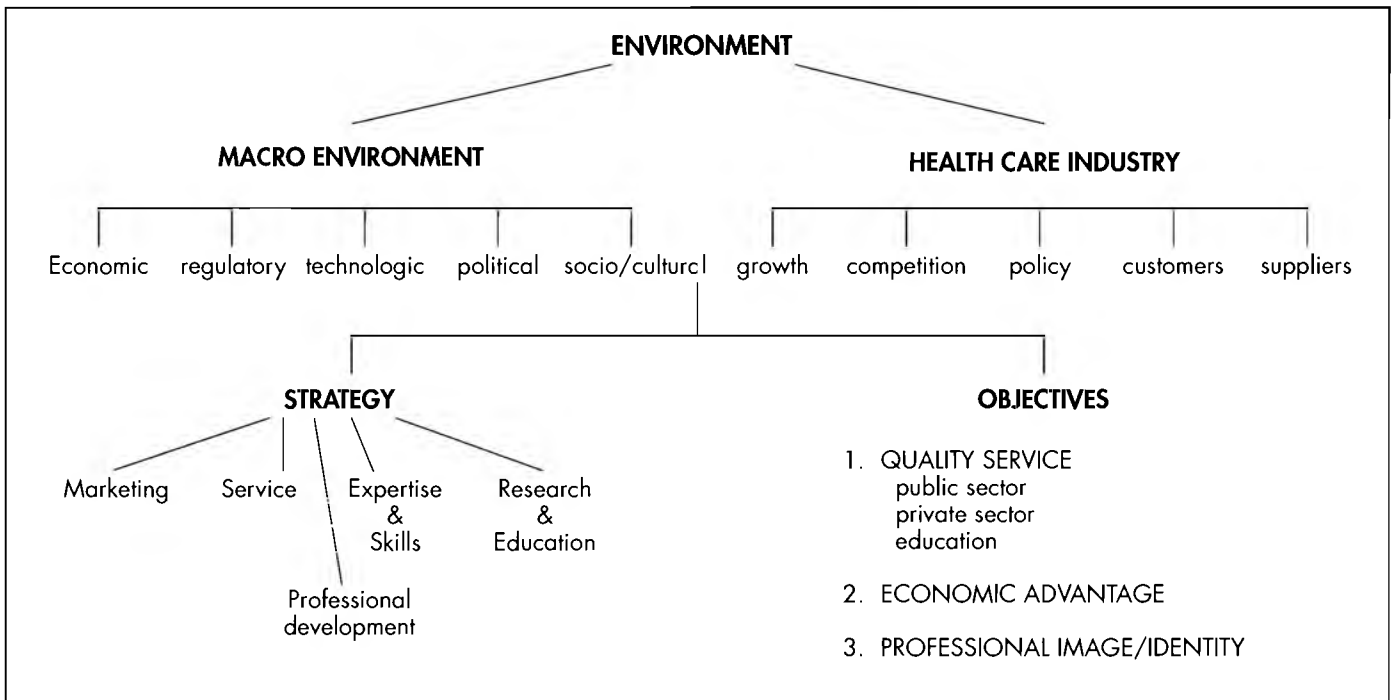 ENVIRONMENT
MACRO ENVIRONMENT
HEALTH CARE INDUSTRY
Economic regulatory technologic political socio/culturcl growth competition policy customers suppliers
STRATEGY
OBJECTIVES
Marketing Service Expertise & Skills Research & Education
Professional
development
1. QUALITY SERVICE
public sector
private sector
education
2. ECONOMIC ADVANTAGE
3. PROFESSIONAL IMAGE/IDENTITY